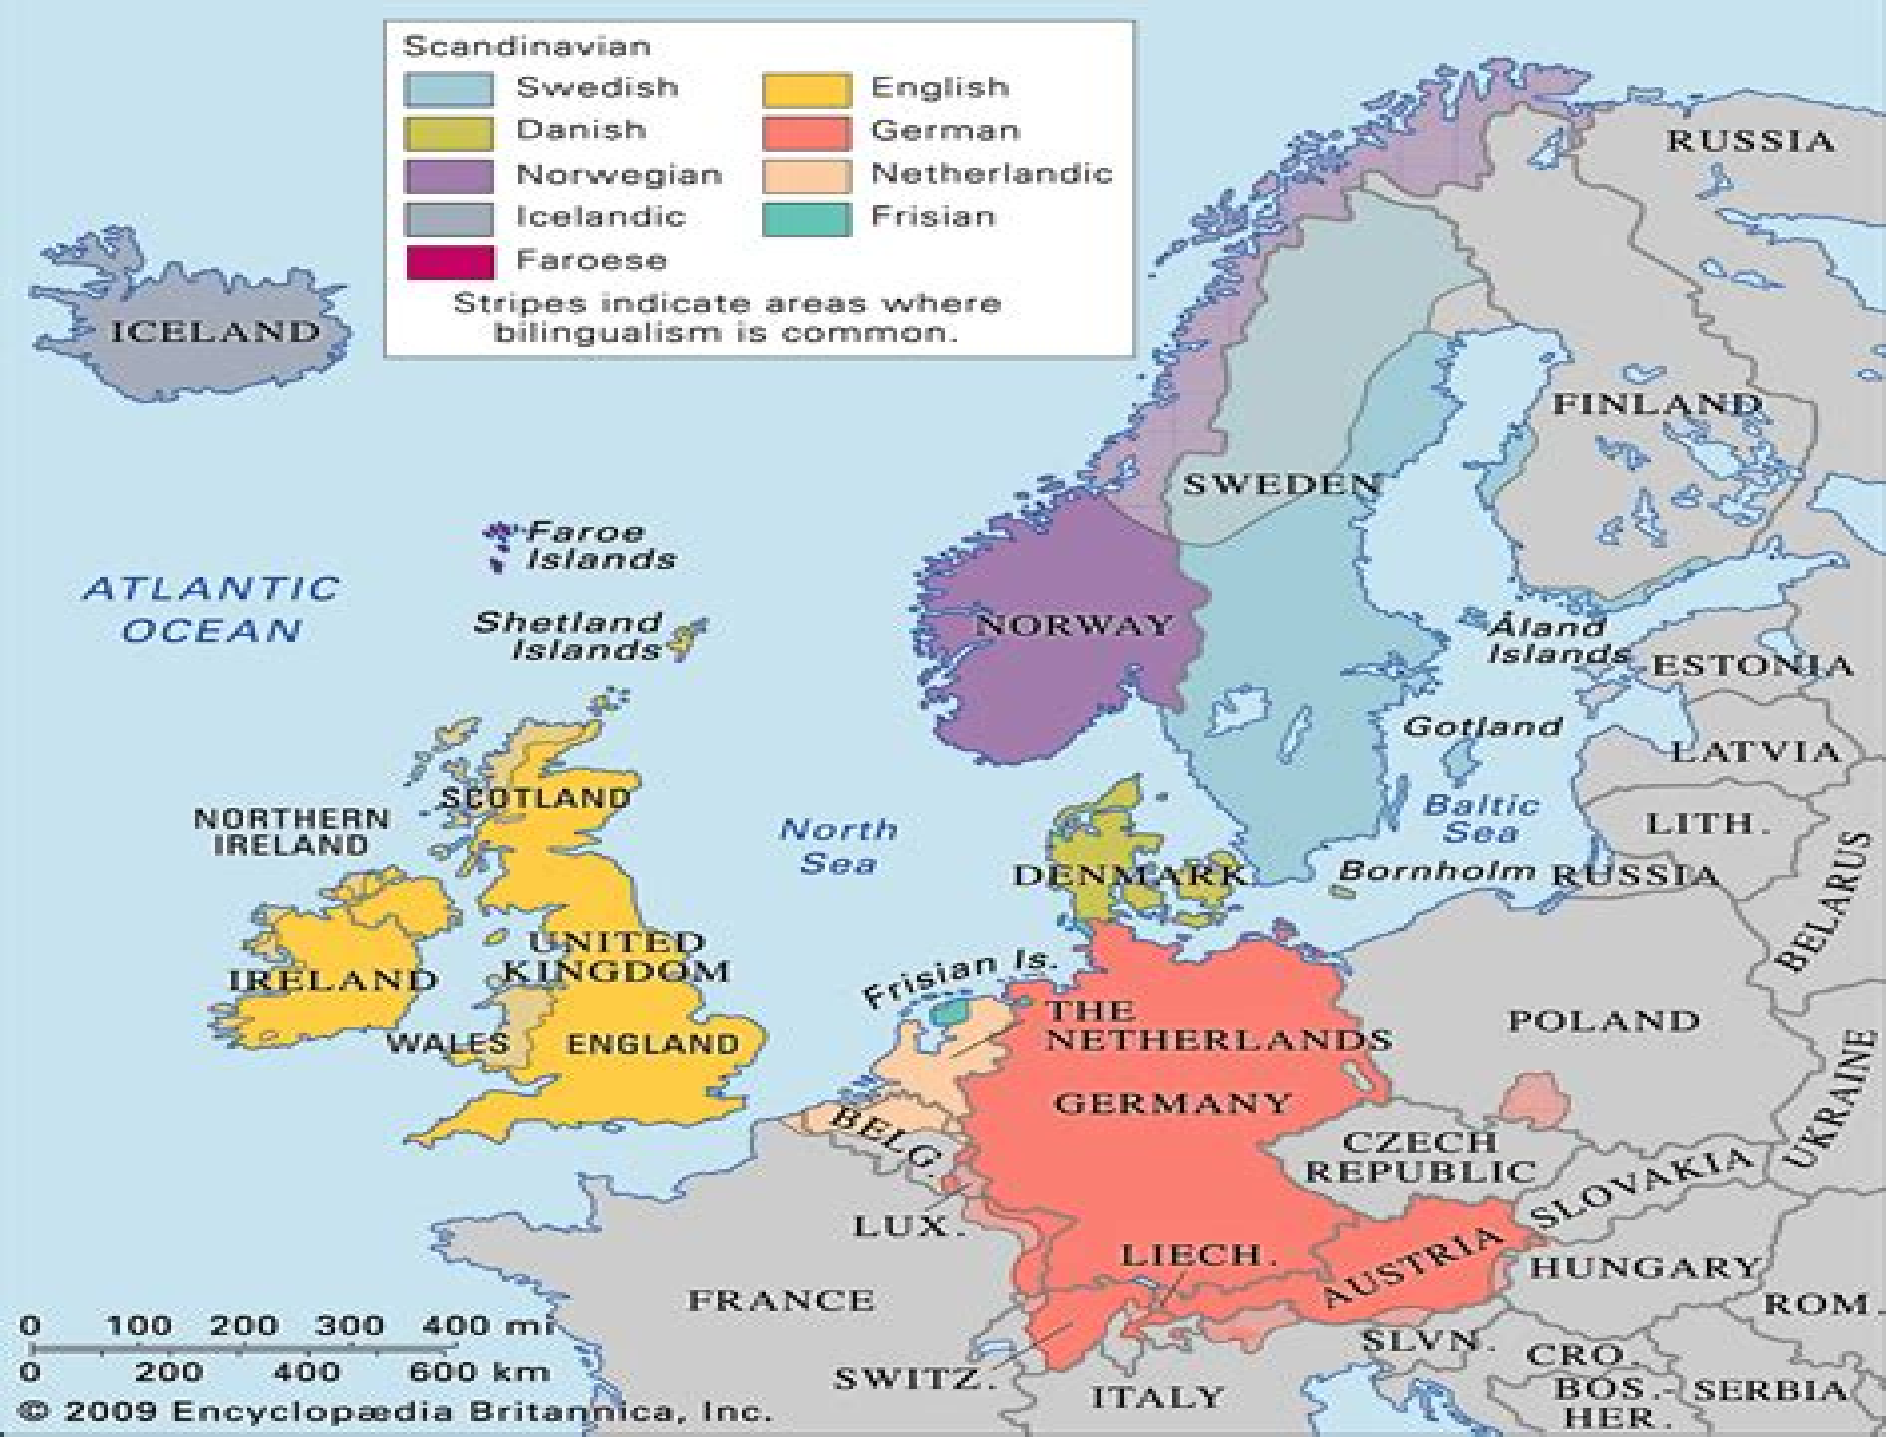 Scandinavian
Swedish
Danish
Norwegian
Icelandic
Faroese
English
German
Netherlandic
Frisian
Stripes indicate areas where
bilingualism is common.
RUSSIA
ICELAND
FINLAND
SWEDEN
Faroe
Islands
ATLANTIC
OCEAN
Shetland
Islands
NORWAY
Åland
Islands
ESTONIA
Gotland
LATVIA
SCOTLAND
NORTHERN
IRELAND
North
Sea
Baltic
Sea
LITH.
DENMARK
Bornholm
RUSSIA
BELARUS
UNITED
KINGDOM
IRELAND
Frisian Is.
THE
NETHERLANDS
POLAND
WALES
ENGLAND
GERMANY
UKRAINE
BELG.
CZECH
REPUBLIC
SLOVAKIA
LUX.
LIECH.
AUSTRIA
HUNGARY
FRANCE
ROM.
SLVN.
CRO.
SWITZ.
ITALY
BOS.-
HER.
SERBIA
0 100 200 300 400 mi
0 200 400 600 km
© 2009 Encyclopædia Britannica, Inc.